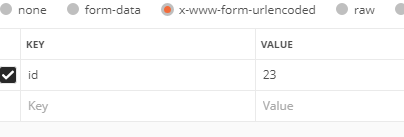 none form-data x-www-form-urlencoded raw
KEY VALUE
id 23
Key Value